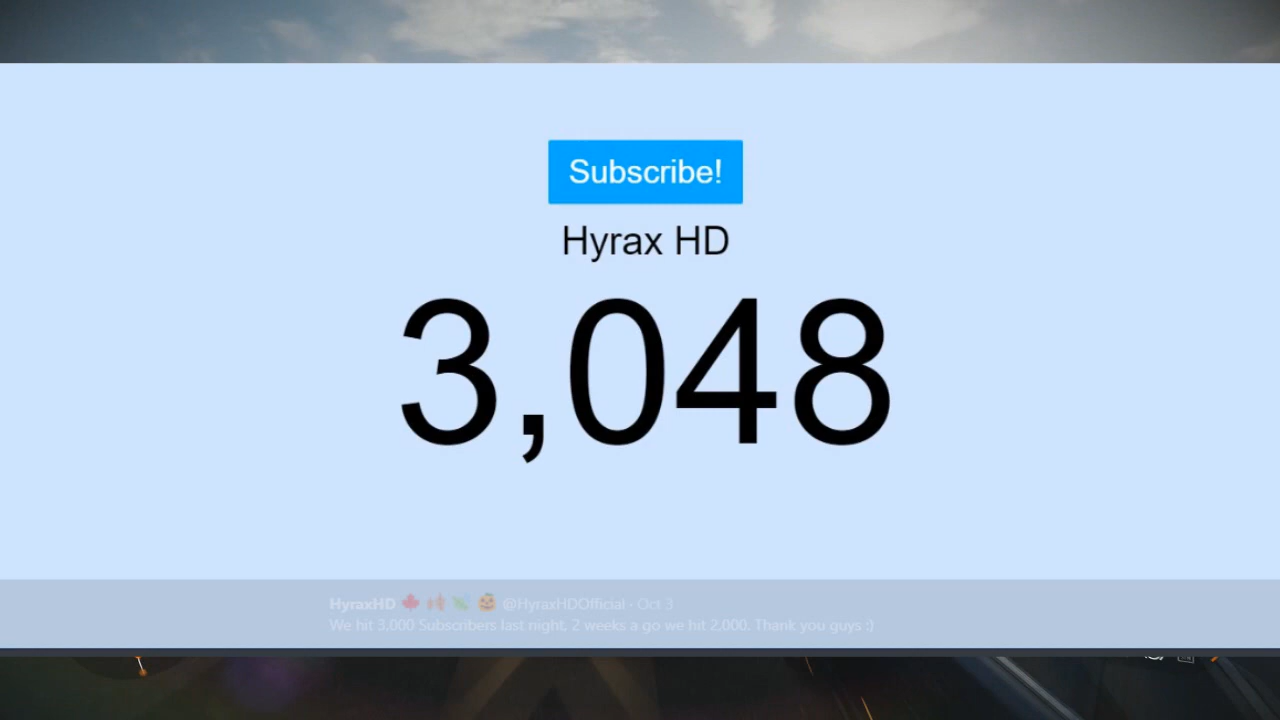 Subscribe!
Hyrax HD
3,048
HyraxHD 🍁 🍂 🌿 🎃 @HyraxHDOfficial · Oct 3
We hit 3,000 Subscribers last night, 2 weeks a go we hit 2,000. Thank you guys :)